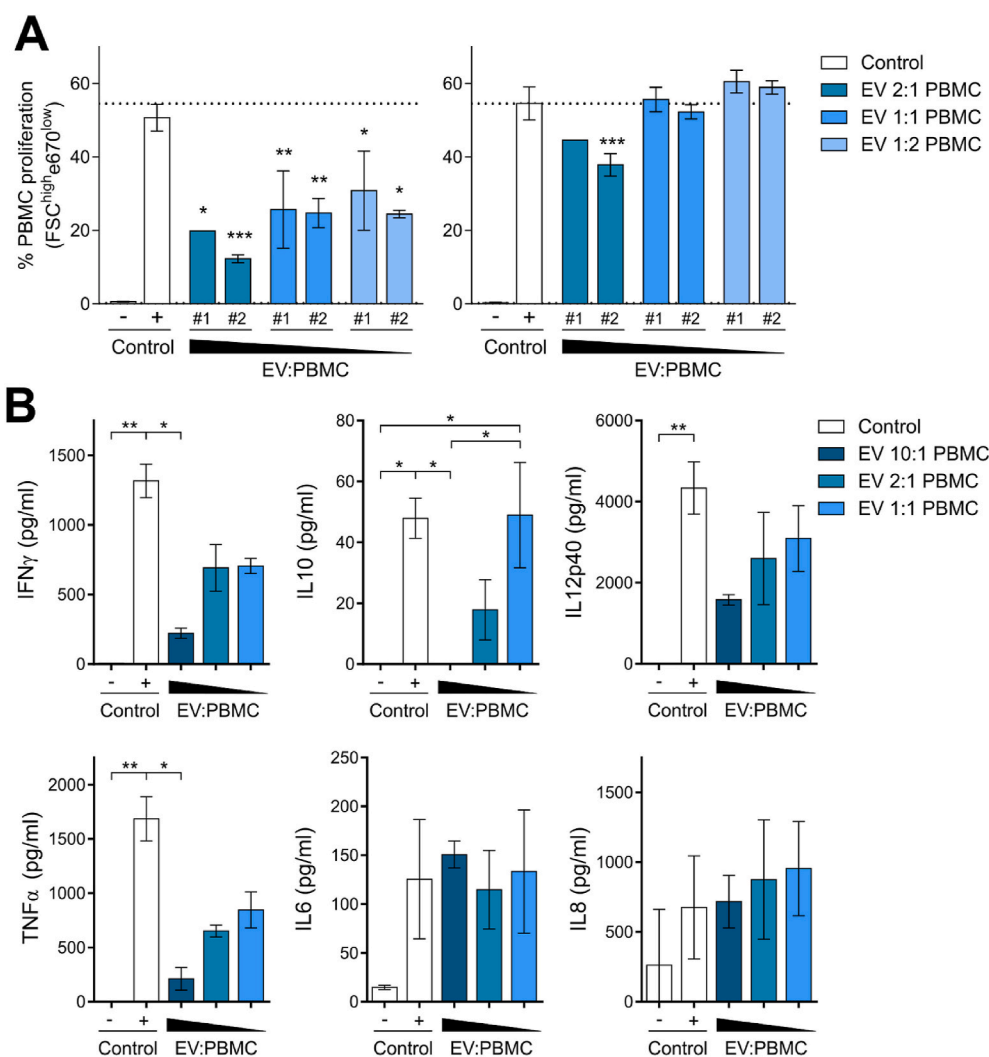 A
% PBMC proliferation
(FSC^high e670^low)
60
40
20
0
* *** ** ** * *
- + #1 #2 #1 #2 #1 #2
Control
EV:PBMC
60
40
20
0
***
- + #1 #2 #1 #2 #1 #2
Control
EV:PBMC
Control
EV 2:1 PBMC
EV 1:1 PBMC
EV 1:2 PBMC
B
IFNγ (pg/ml)
1500
1000
500
0
** *
- +
Control EV:PBMC
IL10 (pg/ml)
80
60
40
20
0
*
*
* *
- +
Control EV:PBMC
IL12p40 (pg/ml)
6000
4000
2000
0
**
- +
Control EV:PBMC
Control
EV 10:1 PBMC
EV 2:1 PBMC
EV 1:1 PBMC
TNFα (pg/ml)
2000
1500
1000
500
0
** *
- +
Control EV:PBMC
IL6 (pg/ml)
250
200
150
100
50
0
- +
Control EV:PBMC
IL8 (pg/ml)
1500
1000
500
0
- +
Control EV:PBMC